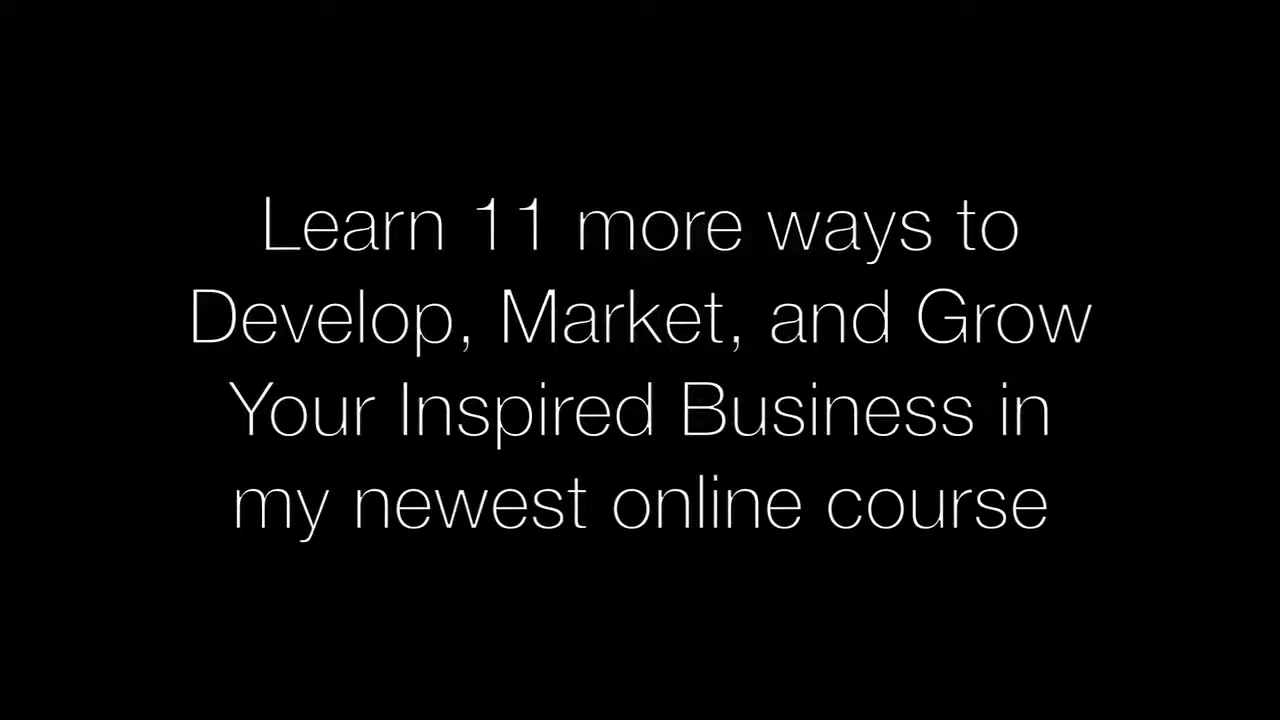 Learn 11 more ways to
Develop, Market, and Grow
Your Inspired Business in
my newest online course